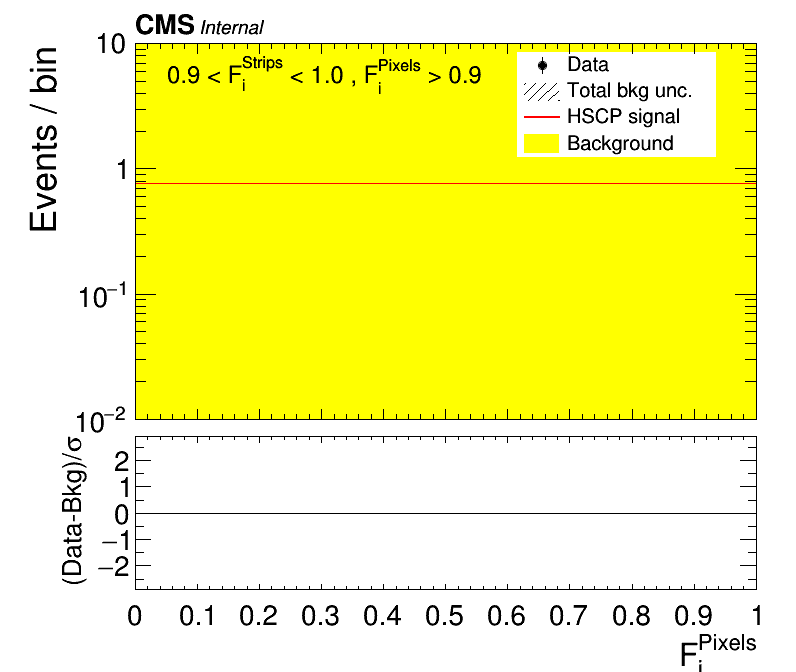 CMS Internal
10
0.9 < F_i^Strips < 1.0 , F_i^Pixels > 0.9
Data
Total bkg unc.
HSCP signal
Background
Events / bin
1
10⁻¹
10⁻²
(Data-Bkg)/σ
2
1
0
−1
−2
0 0.1 0.2 0.3 0.4 0.5 0.6 0.7 0.8 0.9 1
F_i^Pixels